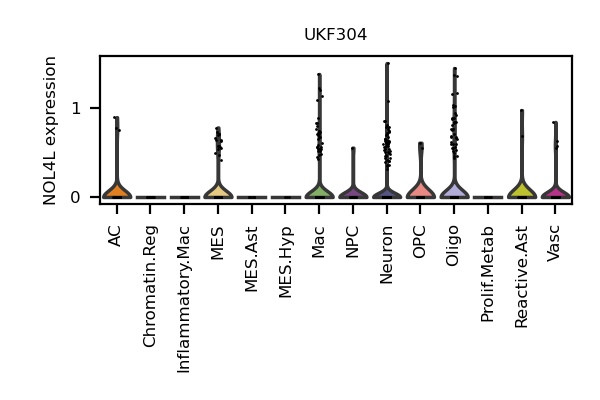 UKF304
NOL4L expression
1
0
AC
Chromatin.Reg
Inflammatory.Mac
MES
MES.Ast
MES.Hyp
Mac
NPC
Neuron
OPC
Oligo
Prolif.Metab
Reactive.Ast
Vasc